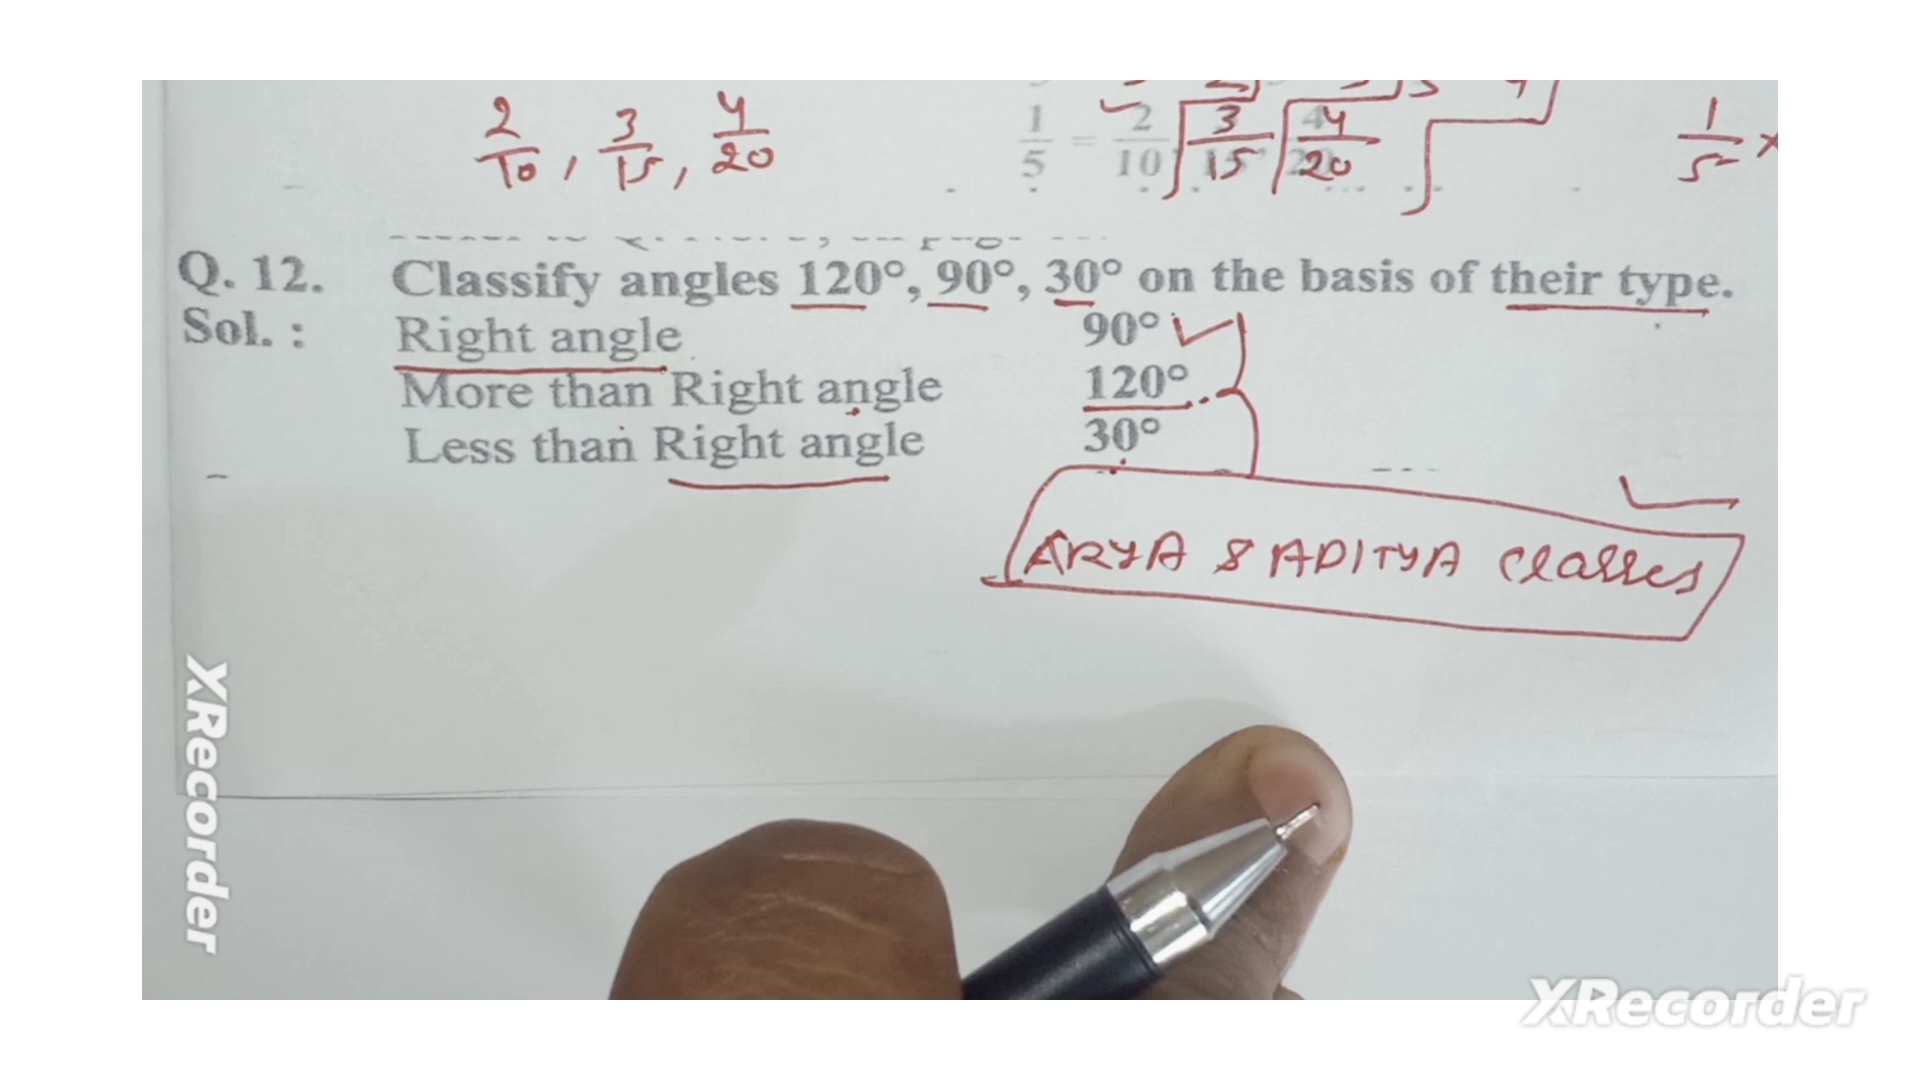 2/10, 3/15, 4/20
1/5 = 2/10, 3/15, 4/20
1/5 ×
Q. 12. Classify angles 120°, 90°, 30° on the basis of their type.
Sol. : Right angle 90°
More than Right angle 120°
Less than Right angle 30°
ARYA & ADITYA Classes
XRecorder
XRecorder